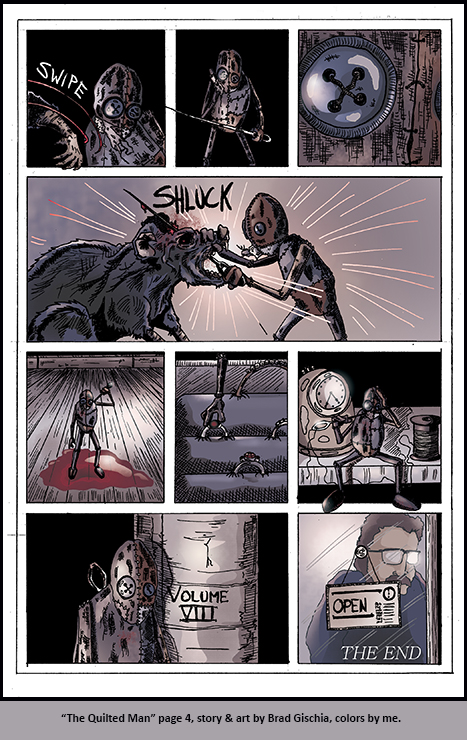 SWIPE
SHLUCK
VOLUME
VIII
OPEN
THE END
“The Quilted Man” page 4, story & art by Brad Gischia, colors by me.